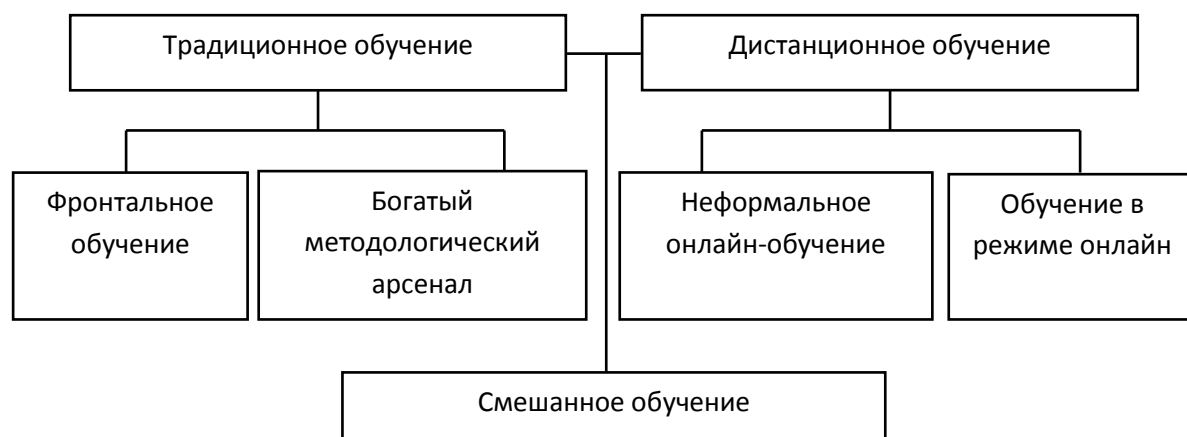 Традиционное обучение
Дистанционное обучение
Фронтальное
обучение
Богатый
методологический
арсенал
Неформальное
онлайн-обучение
Обучение в
режиме онлайн
Смешанное обучение